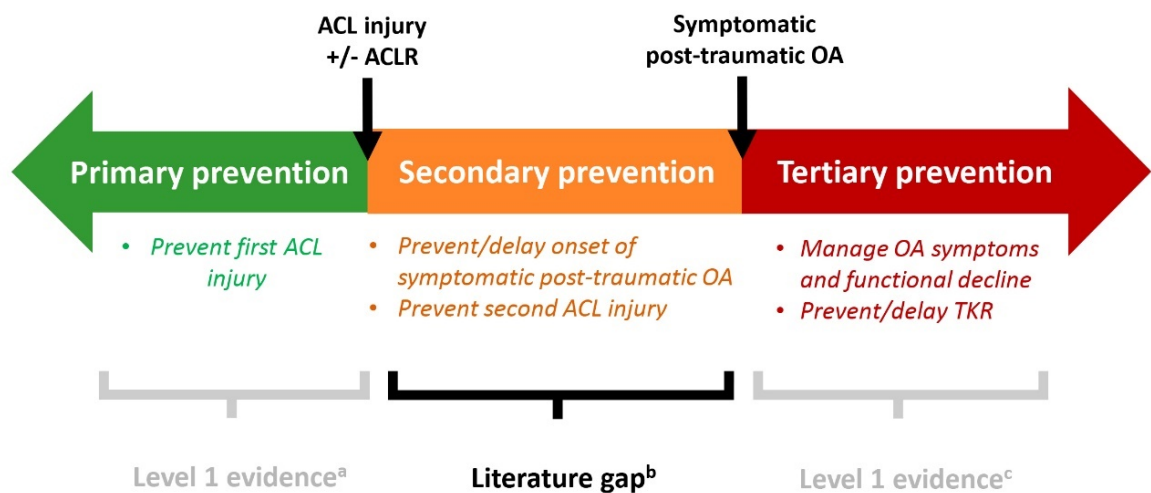 ACL injury
+/- ACLR
Symptomatic
post-traumatic OA
Primary prevention
Secondary prevention
Tertiary prevention
• Prevent first ACL
injury
• Prevent/delay onset of
symptomatic post-traumatic OA
• Prevent second ACL injury
• Manage OA symptoms
and functional decline
• Prevent/delay TKR
Level 1 evidenceᵃ
Literature gapᵇ
Level 1 evidenceᶜ